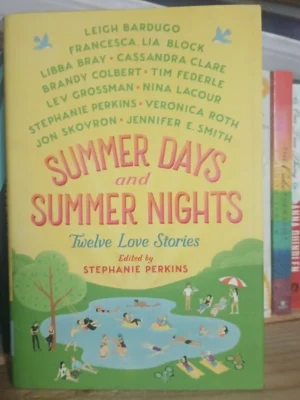 LEIGH BARDUGO
FRANCESCA LIA BLOCK
LIBBA BRAY • CASSANDRA CLARE
BRANDY COLBERT • TIM FEDERLE
LEV GROSSMAN • NINA LACOUR
STEPHANIE PERKINS • VERONICA ROTH
JON SKOVRON • JENNIFER E. SMITH
SUMMER DAYS
and
SUMMER NIGHTS
Twelve Love Stories
Edited by
STEPHANIE PERKINS